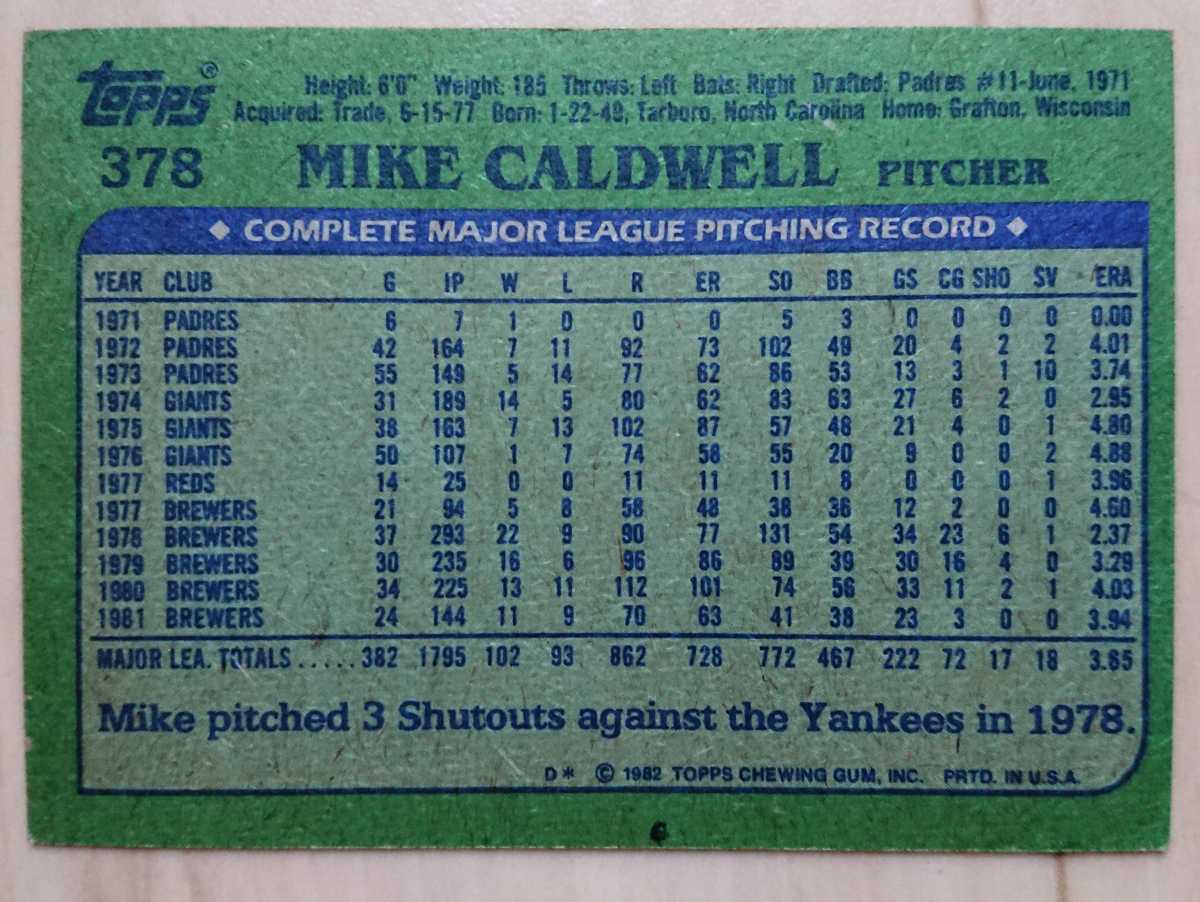 Topps®
Height: 6'0" Weight: 185 Throws: Left Bats: Right Drafted: Padres #11-June, 1971
Acquired: Trade, 6-15-77 Born: 1-22-49, Tarboro, North Carolina Home: Grafton, Wisconsin
378 MIKE CALDWELL PITCHER
◆ COMPLETE MAJOR LEAGUE PITCHING RECORD ◆
YEAR CLUB G IP W L R ER SO BB GS CG SHO SV ERA
1971 PADRES 6 7 1 0 0 0 5 3 0 0 0 0 0.00
1972 PADRES 42 164 7 11 92 73 102 49 20 4 2 2 4.01
1973 PADRES 55 149 5 14 77 62 86 53 13 3 1 10 3.74
1974 GIANTS 31 189 14 5 80 62 83 63 27 6 2 0 2.95
1975 GIANTS 38 163 7 13 102 87 57 48 21 4 0 1 4.80
1976 GIANTS 50 107 1 7 74 58 55 20 9 0 0 2 4.88
1977 REDS 14 25 0 0 11 11 11 8 0 0 0 1 3.96
1977 BREWERS 21 94 5 8 58 48 38 36 12 2 0 0 4.60
1978 BREWERS 37 293 22 9 90 77 131 54 34 23 6 1 2.37
1979 BREWERS 30 235 16 6 96 86 89 39 30 16 4 0 3.29
1980 BREWERS 34 225 13 11 112 101 74 56 33 11 2 1 4.03
1981 BREWERS 24 144 11 9 70 63 41 38 23 3 0 0 3.94
MAJOR LEA. TOTALS ..... 382 1795 102 93 862 728 772 467 222 72 17 18 3.65
Mike pitched 3 Shutouts against the Yankees in 1978.
D* © 1982 TOPPS CHEWING GUM, INC. PRTD. IN U.S.A.